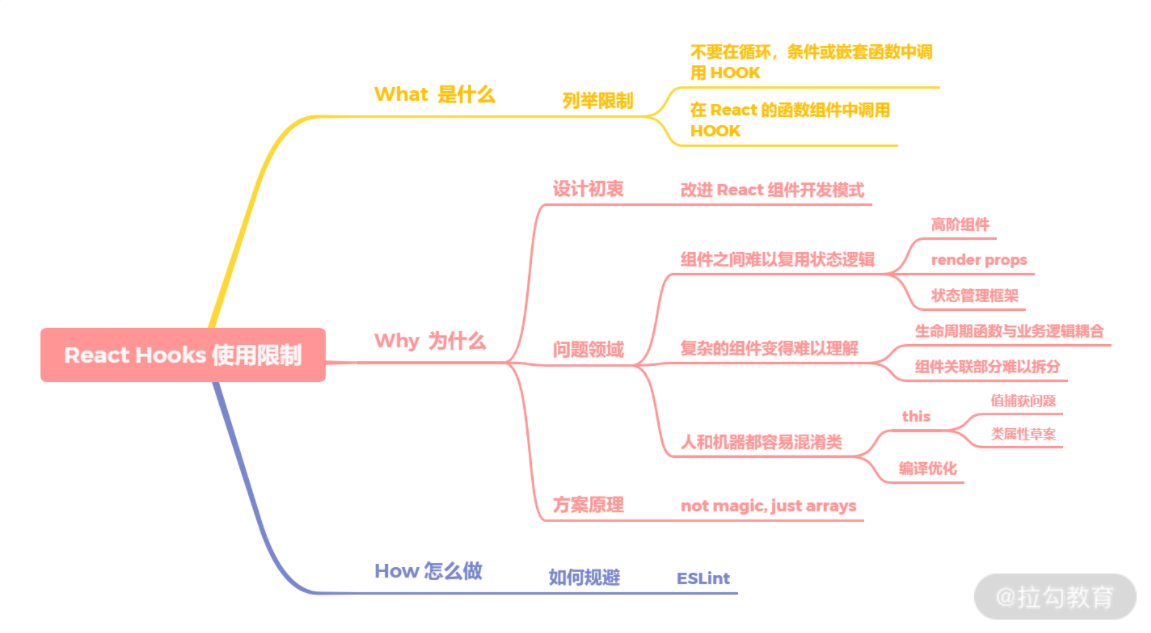 React Hooks 使用限制
What 是什么
列举限制
不要在循环，条件或嵌套函数中调
用 HOOK
在 React 的函数组件中调用
HOOK
Why 为什么
设计初衷
改进 React 组件开发模式
问题领域
组件之间难以复用状态逻辑
高阶组件
render props
状态管理框架
复杂的组件变得难以理解
生命周期函数与业务逻辑耦合
组件关联部分难以拆分
人和机器都容易混淆类
this
值捕获问题
类属性草案
编译优化
方案原理
not magic, just arrays
How 怎么做
如何规避
ESLint
@拉勾教育